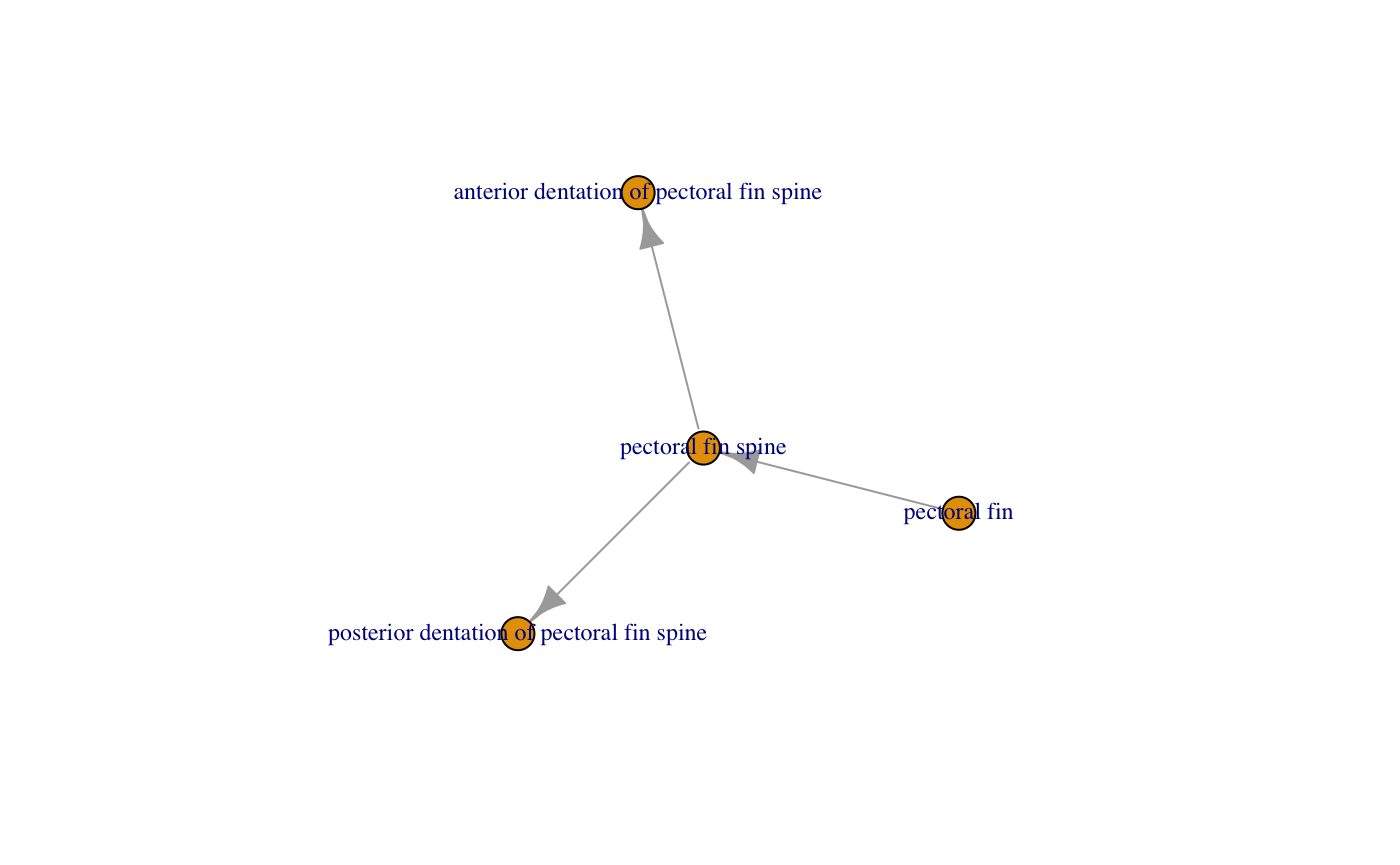 anterior dentation of pectoral fin spine
pectoral fin spine
pectoral fin
posterior dentation of pectoral fin spine